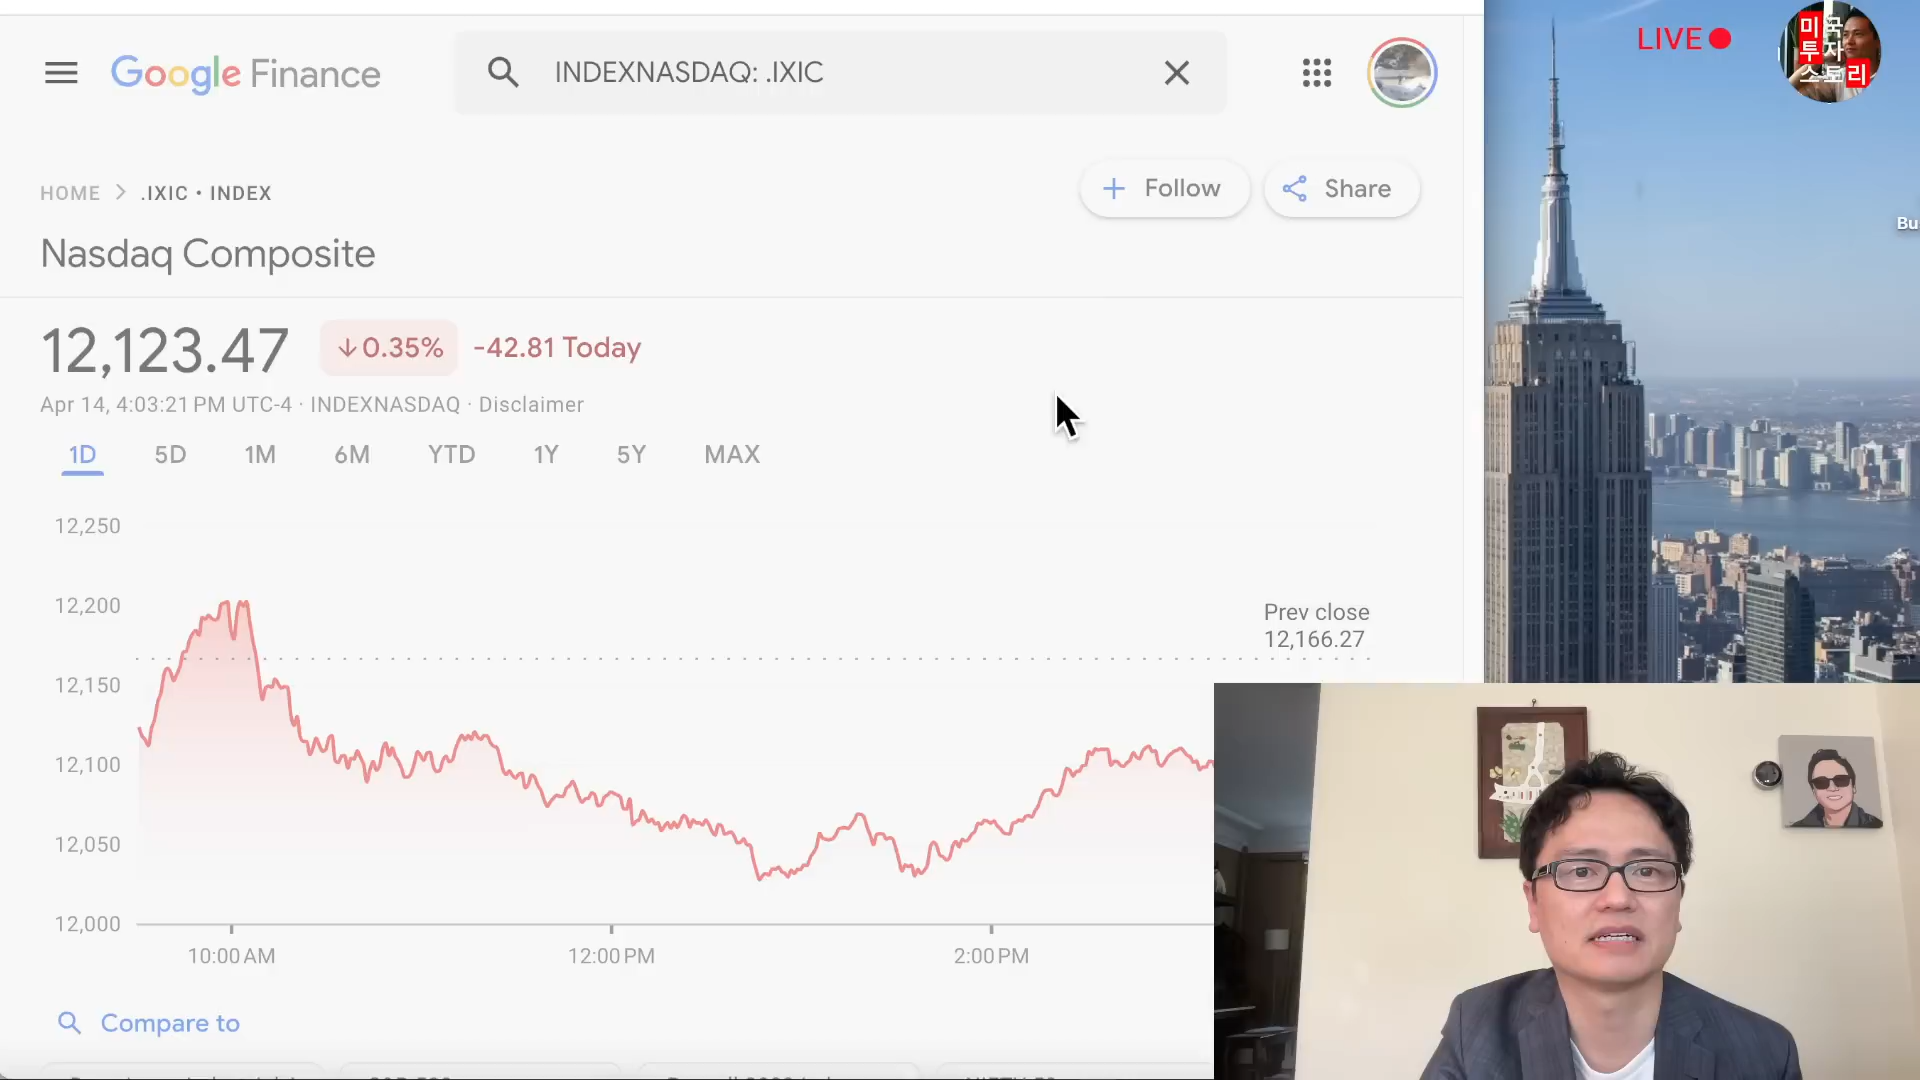 Google Finance
INDEXNASDAQ: .IXIC
LIVE
미국
투자
스토리
Bu
HOME > .IXIC • INDEX
Follow
Share
Nasdaq Composite
12,123.47
↓0.35%
-42.81 Today
Apr 14, 4:03:21 PM UTC-4 · INDEXNASDAQ · Disclaimer
1D
5D
1M
6M
YTD
1Y
5Y
MAX
12,250
12,200
12,150
12,100
12,050
12,000
Prev close
12,166.27
10:00 AM
12:00 PM
2:00 PM
Compare to